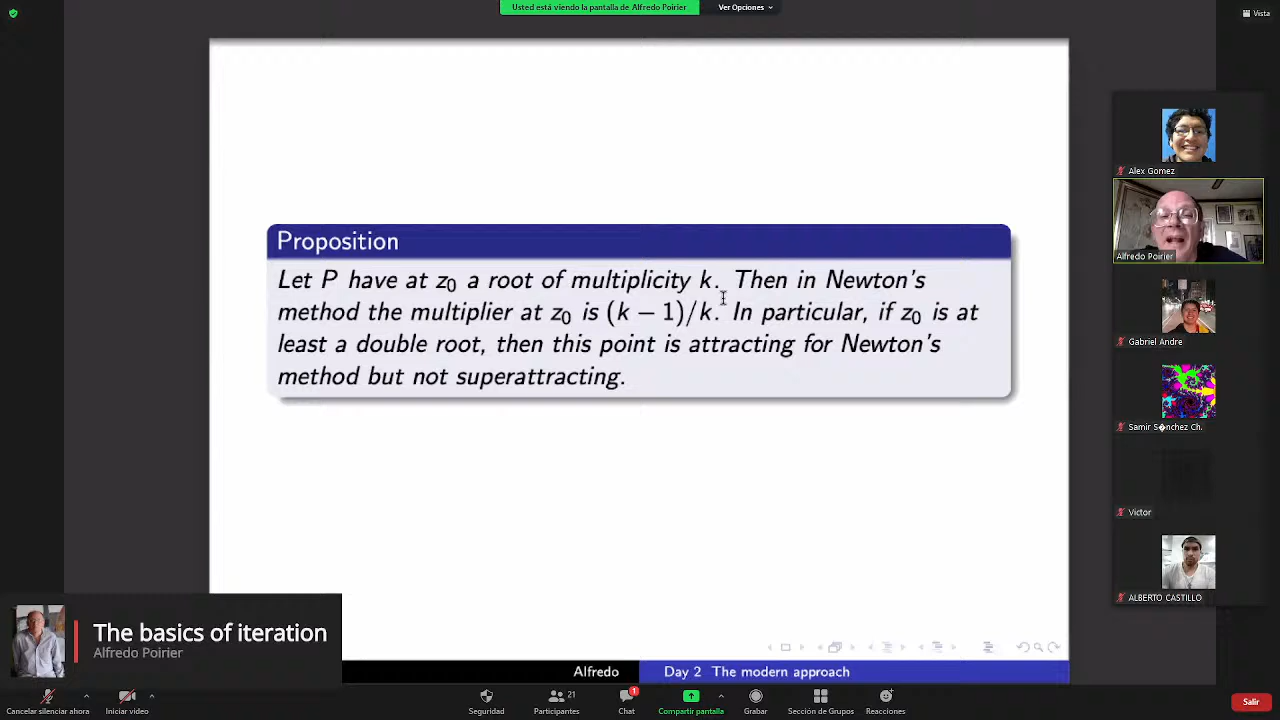 Usted está viendo la pantalla de Alfredo Poirier
Ver Opciones
Vista
Proposition
Let P have at z₀ a root of multiplicity k. Then in Newton's
method the multiplier at z₀ is (k − 1)/k. In particular, if z₀ is at
least a double root, then this point is attracting for Newton's
method but not superattracting.
Alex Gomez
Alfredo Poirier
Gabriel Andre
Samir S�nchez Ch.
Victor
ALBERTO CASTILLO
The basics of iteration
Alfredo Poirier
Alfredo
Day 2 The modern approach
Cancelar silenciar ahora
Iniciar video
Seguridad
21
Participantes
1
Chat
Compartir pantalla
Grabar
Sección de Grupos
Reacciones
Salir